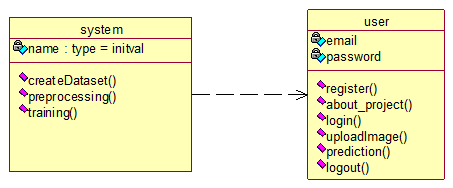 system
name : type = initval
createDataset()
preprocessing()
training()
user
email
password
register()
about_project()
login()
uploadImage()
prediction()
logout()